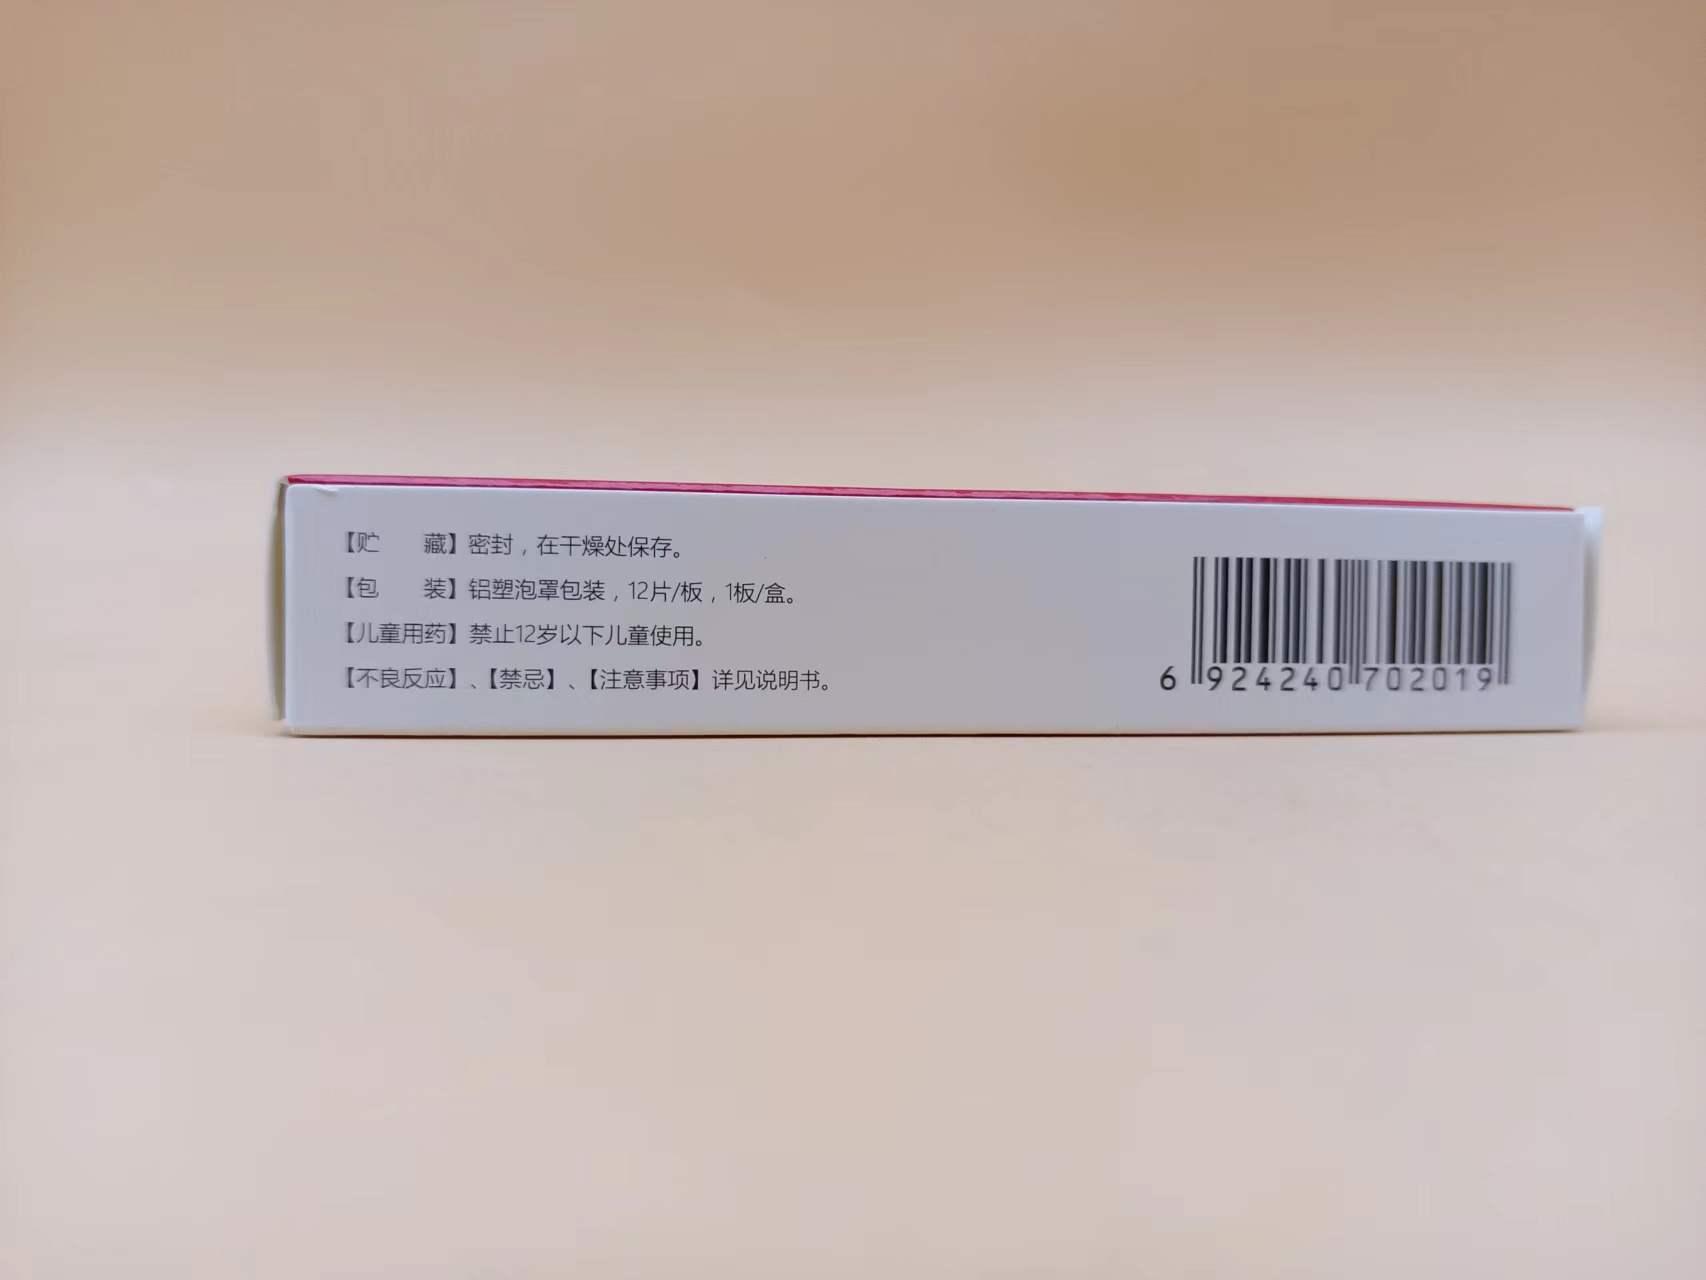 【贮　　藏】密封，在干燥处保存。
【包　　装】铝塑泡罩包装，12片/板，1板/盒。
【儿童用药】禁止12岁以下儿童使用。
【不良反应】、【禁忌】、【注意事项】详见说明书。
6 924240 702019